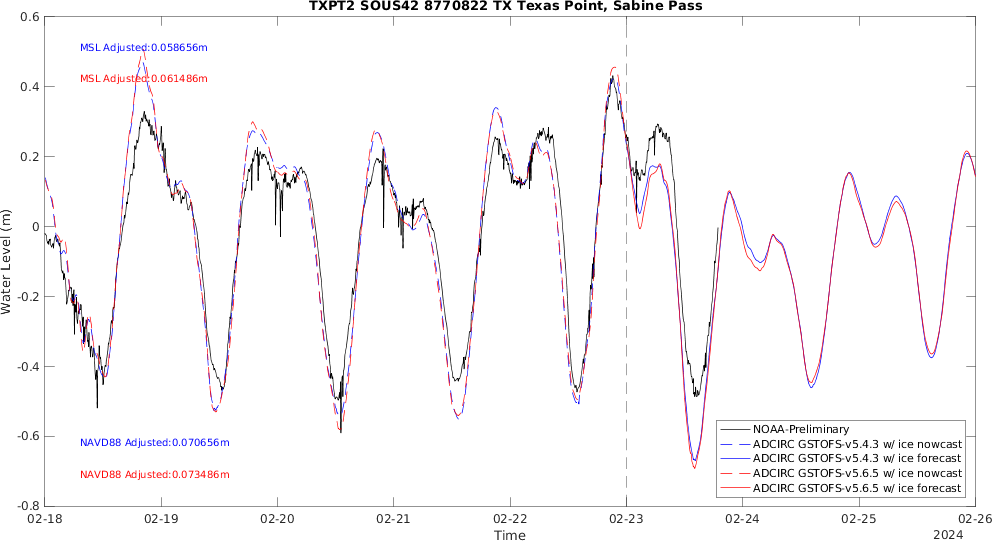 TXPT2 SOUS42 8770822 TX Texas Point, Sabine Pass
0.6
0.4
0.2
0
-0.2
-0.4
-0.6
-0.8
Water Level (m)
MSL Adjusted:0.058656m
MSL Adjusted:0.061486m
NAVD88 Adjusted:0.070656m
NAVD88 Adjusted:0.073486m
NOAA-Preliminary
ADCIRC GSTOFS-v5.4.3 w/ ice nowcast
ADCIRC GSTOFS-v5.4.3 w/ ice forecast
ADCIRC GSTOFS-v5.6.5 w/ ice nowcast
ADCIRC GSTOFS-v5.6.5 w/ ice forecast
02-18 02-19 02-20 02-21 02-22 02-23 02-24 02-25 02-26
Time
2024